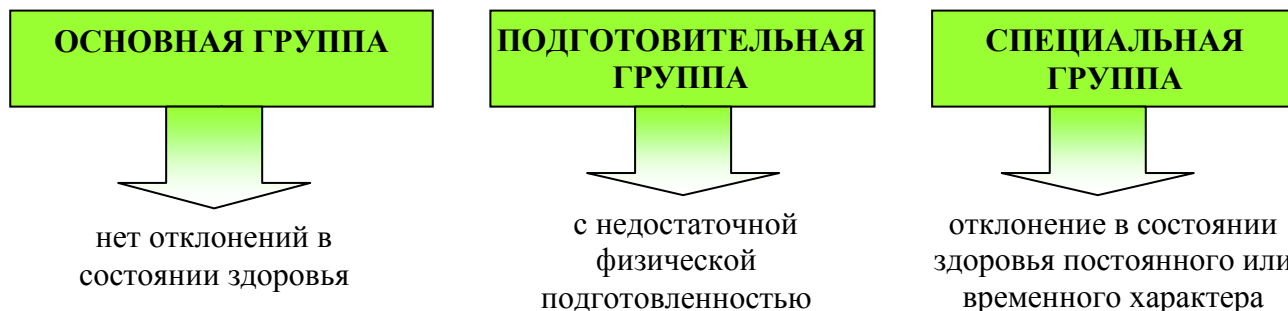 ОСНОВНАЯ ГРУППА
нет отклонений в
состоянии здоровья
ПОДГОТОВИТЕЛЬНАЯ
ГРУППА
с недостаточной
физической
подготовленностью
СПЕЦИАЛЬНАЯ
ГРУППА
отклонение в состоянии
здоровья постоянного или
временного характера